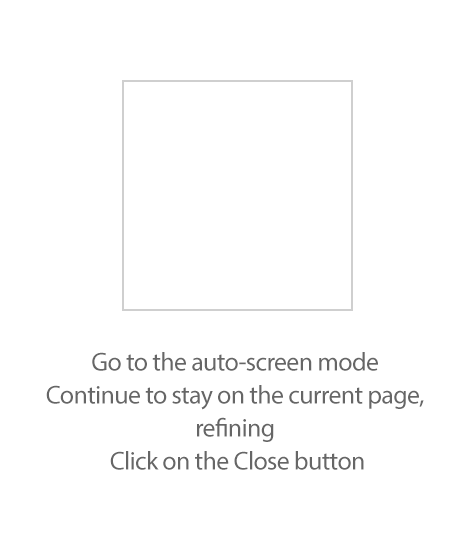 Go to the auto-screen mode
Continue to stay on the current page,
refining
Click on the Close button